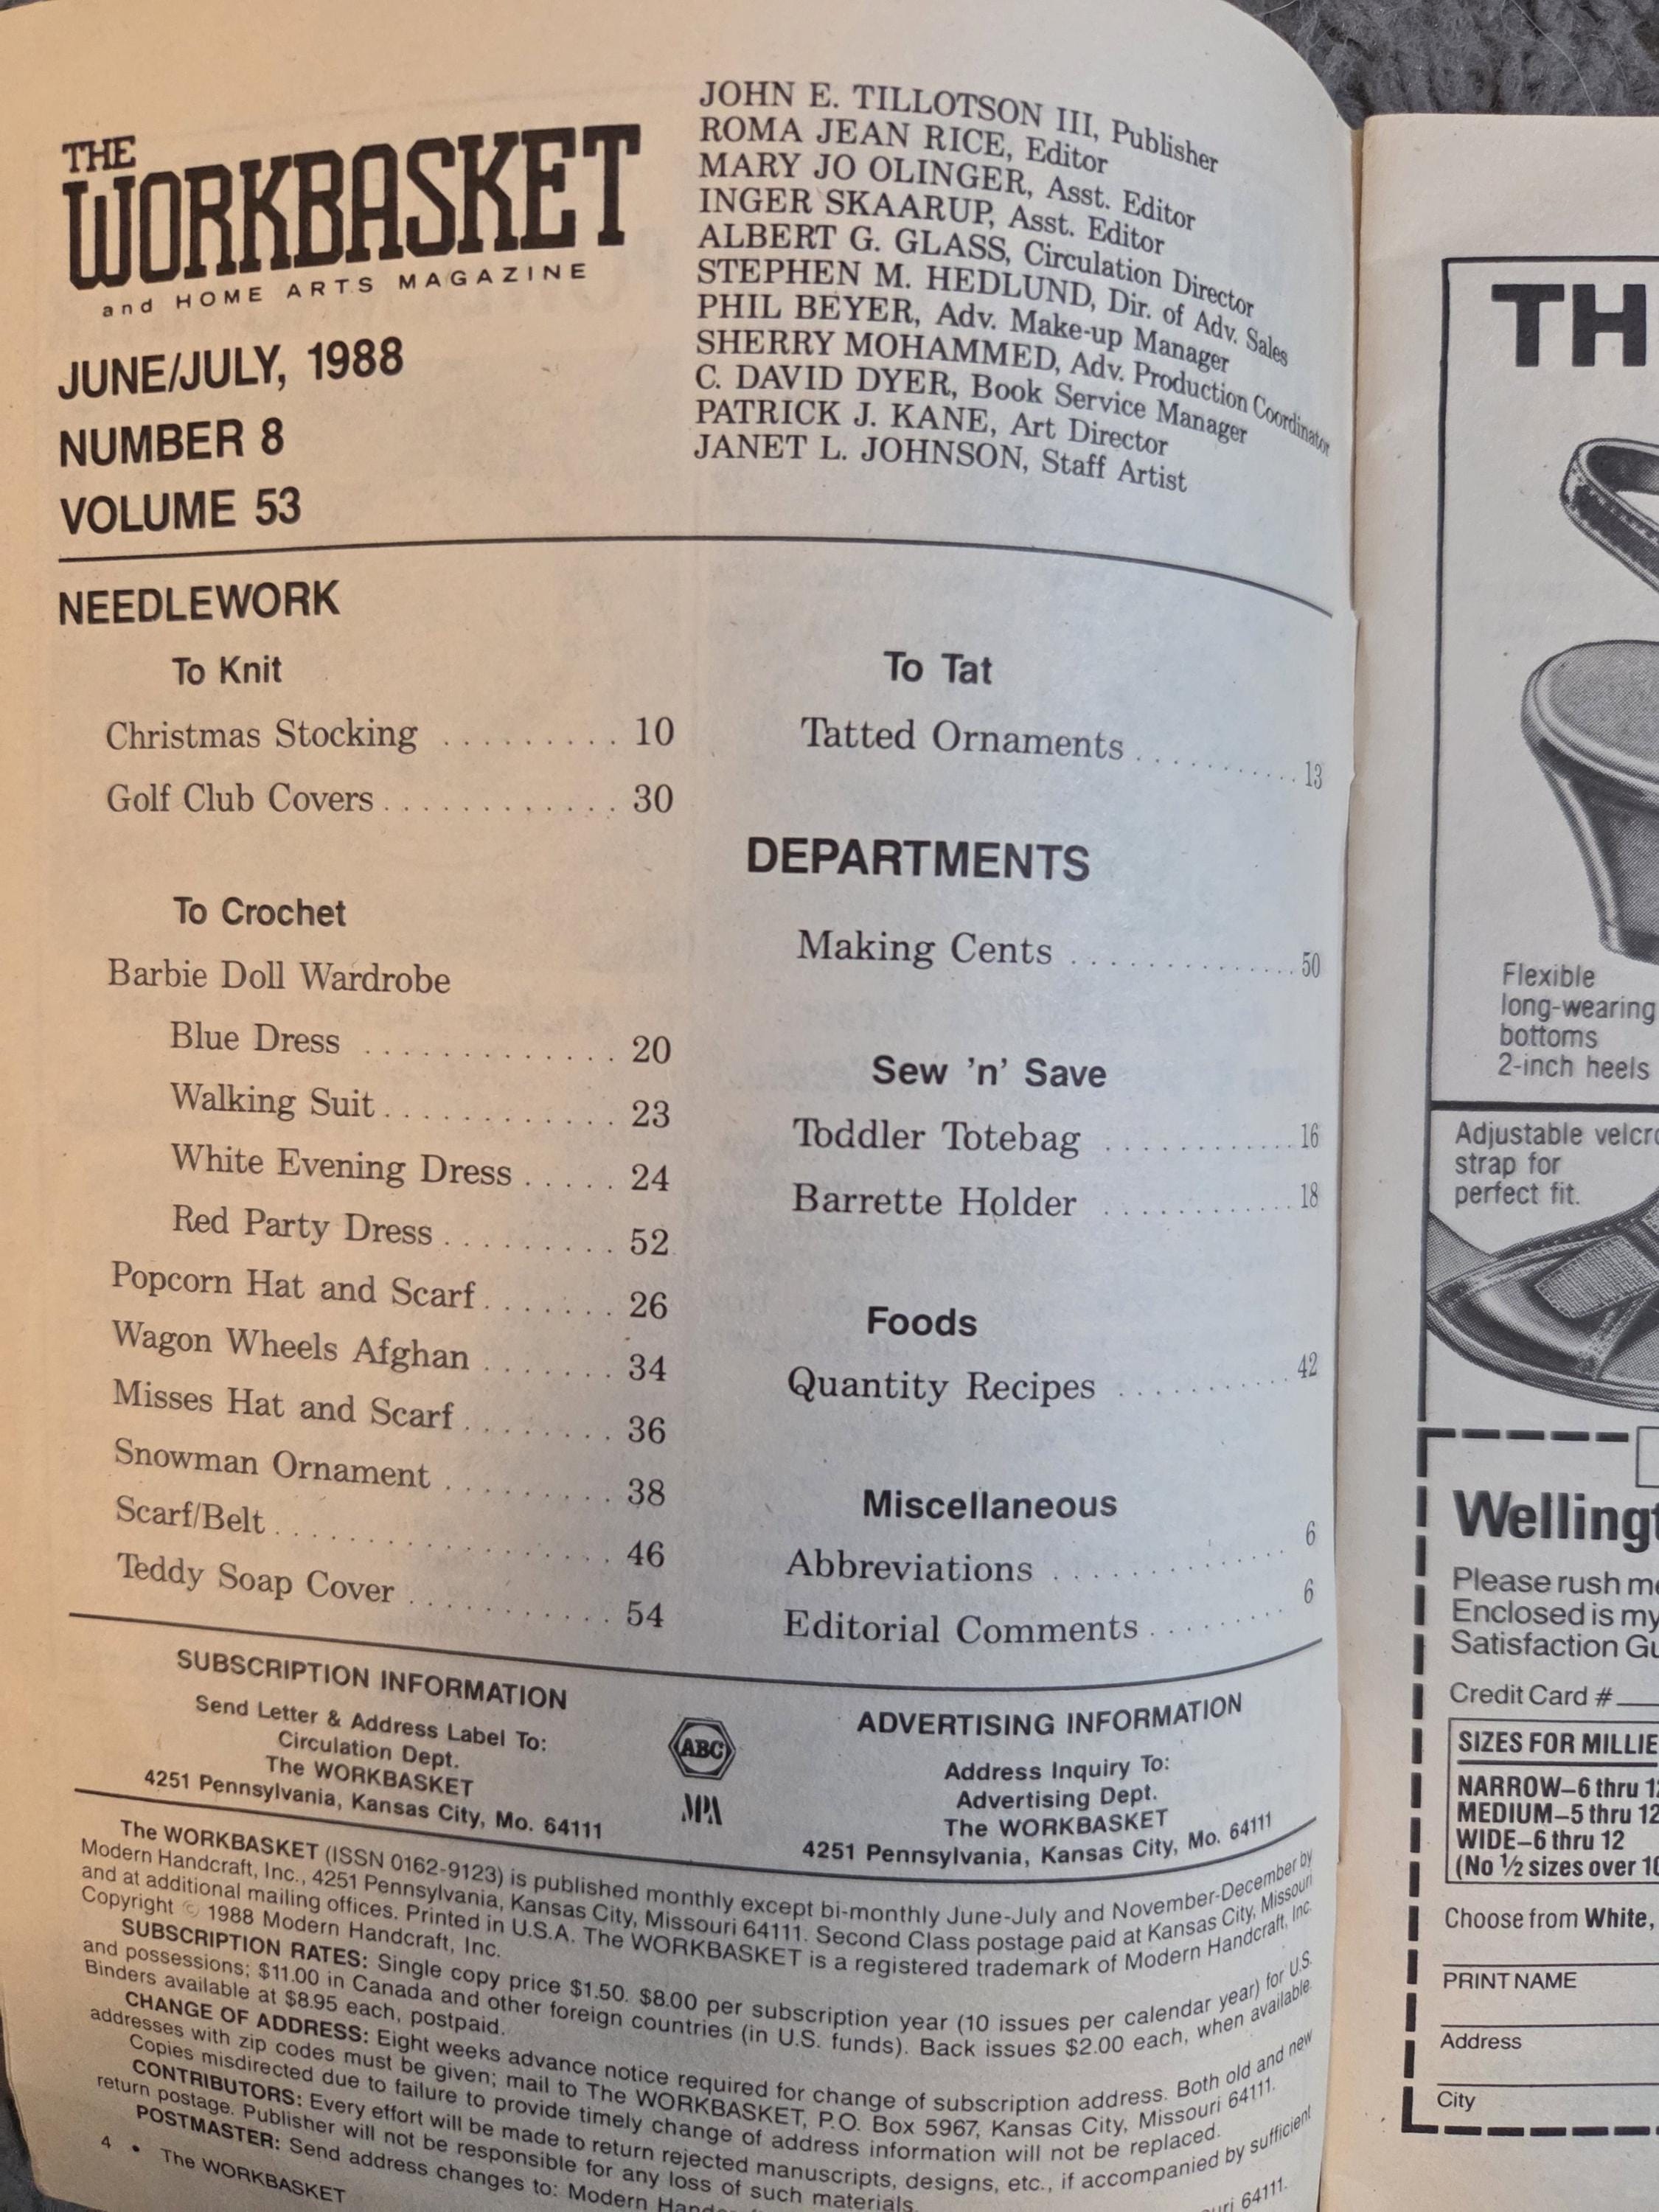 THE
WORKBASKET
and HOME ARTS MAGAZINE
JUNE/JULY, 1988
NUMBER 8
VOLUME 53
JOHN E. TILLOTSON III, Publisher
ROMA JEAN RICE, Editor
MARY JO OLINGER, Asst. Editor
INGER SKAARUP, Asst. Editor
ALBERT G. GLASS, Circulation Director
STEPHEN M. HEDLUND, Dir. of Adv. Sales
PHIL BEYER, Adv. Make-up Manager
SHERRY MOHAMMED, Adv. Production Coordinator
C. DAVID DYER, Book Service Manager
PATRICK J. KANE, Art Director
JANET L. JOHNSON, Staff Artist
NEEDLEWORK
To Knit
Christmas Stocking ......... 10
Golf Club Covers ............ 30
To Crochet
Barbie Doll Wardrobe
Blue Dress ............. 20
Walking Suit ............ 23
White Evening Dress ..... 24
Red Party Dress ......... 52
Popcorn Hat and Scarf ....... 26
Wagon Wheels Afghan ....... 34
Misses Hat and Scarf ........ 36
Snowman Ornament ......... 38
Scarf/Belt .................. 46
Teddy Soap Cover ........... 54
To Tat
Tatted Ornaments ........... 13
DEPARTMENTS
Making Cents .............. 50
Sew 'n' Save
Toddler Totebag ............ 16
Barrette Holder ............ 18
Foods
Quantity Recipes ........... 42
Miscellaneous
Abbreviations ............. 6
Editorial Comments ........ 6
SUBSCRIPTION INFORMATION
Send Letter & Address Label To:
Circulation Dept.
The WORKBASKET
4251 Pennsylvania, Kansas City, Mo. 64111
ABC
MPA
ADVERTISING INFORMATION
Address Inquiry To:
Advertising Dept.
The WORKBASKET
4251 Pennsylvania, Kansas City, Mo. 64111
The WORKBASKET (ISSN 0162-9123) is published monthly except bi-monthly June-July and November-December by
Modern Handcraft, Inc., 4251 Pennsylvania, Kansas City, Missouri 64111. Second Class postage paid at Kansas City, Missouri
and at additional mailing offices. Printed in U.S.A. The WORKBASKET is a registered trademark of Modern Handcraft, Inc.
Copyright © 1988 Modern Handcraft, Inc.
SUBSCRIPTION RATES: Single copy price $1.50. $8.00 per subscription year (10 issues per calendar year) for U.S.
and possessions; $11.00 in Canada and other foreign countries (in U.S. funds). Back issues $2.00 each, when available.
Binders available at $8.95 each, postpaid.
CHANGE OF ADDRESS: Eight weeks advance notice required for change of subscription address. Both old and new
addresses with zip codes must be given; mail to The WORKBASKET, P.O. Box 5967, Kansas City, Missouri 64111.
Copies misdirected due to failure to provide timely change of address information will not be replaced.
CONTRIBUTORS: Every effort will be made to return rejected manuscripts, designs, etc., if accompanied by sufficient
return postage. Publisher will not be responsible for any loss of such materials.
POSTMASTER: Send address changes to: Modern 64111.
4 • The WORKBASKET
TH
Flexible
long-wearing
bottoms
2-inch heels
Adjustable
strap for
perfect fit.
Please rush
Enclosed is my
Satisfaction
Credit Card #
SIZES FOR MILLIE
NARROW–6 thru
MEDIUM–5 thru 12
WIDE–6 thru 12
(No ½ sizes over
Choose from White,
PRINT NAME
Address
City